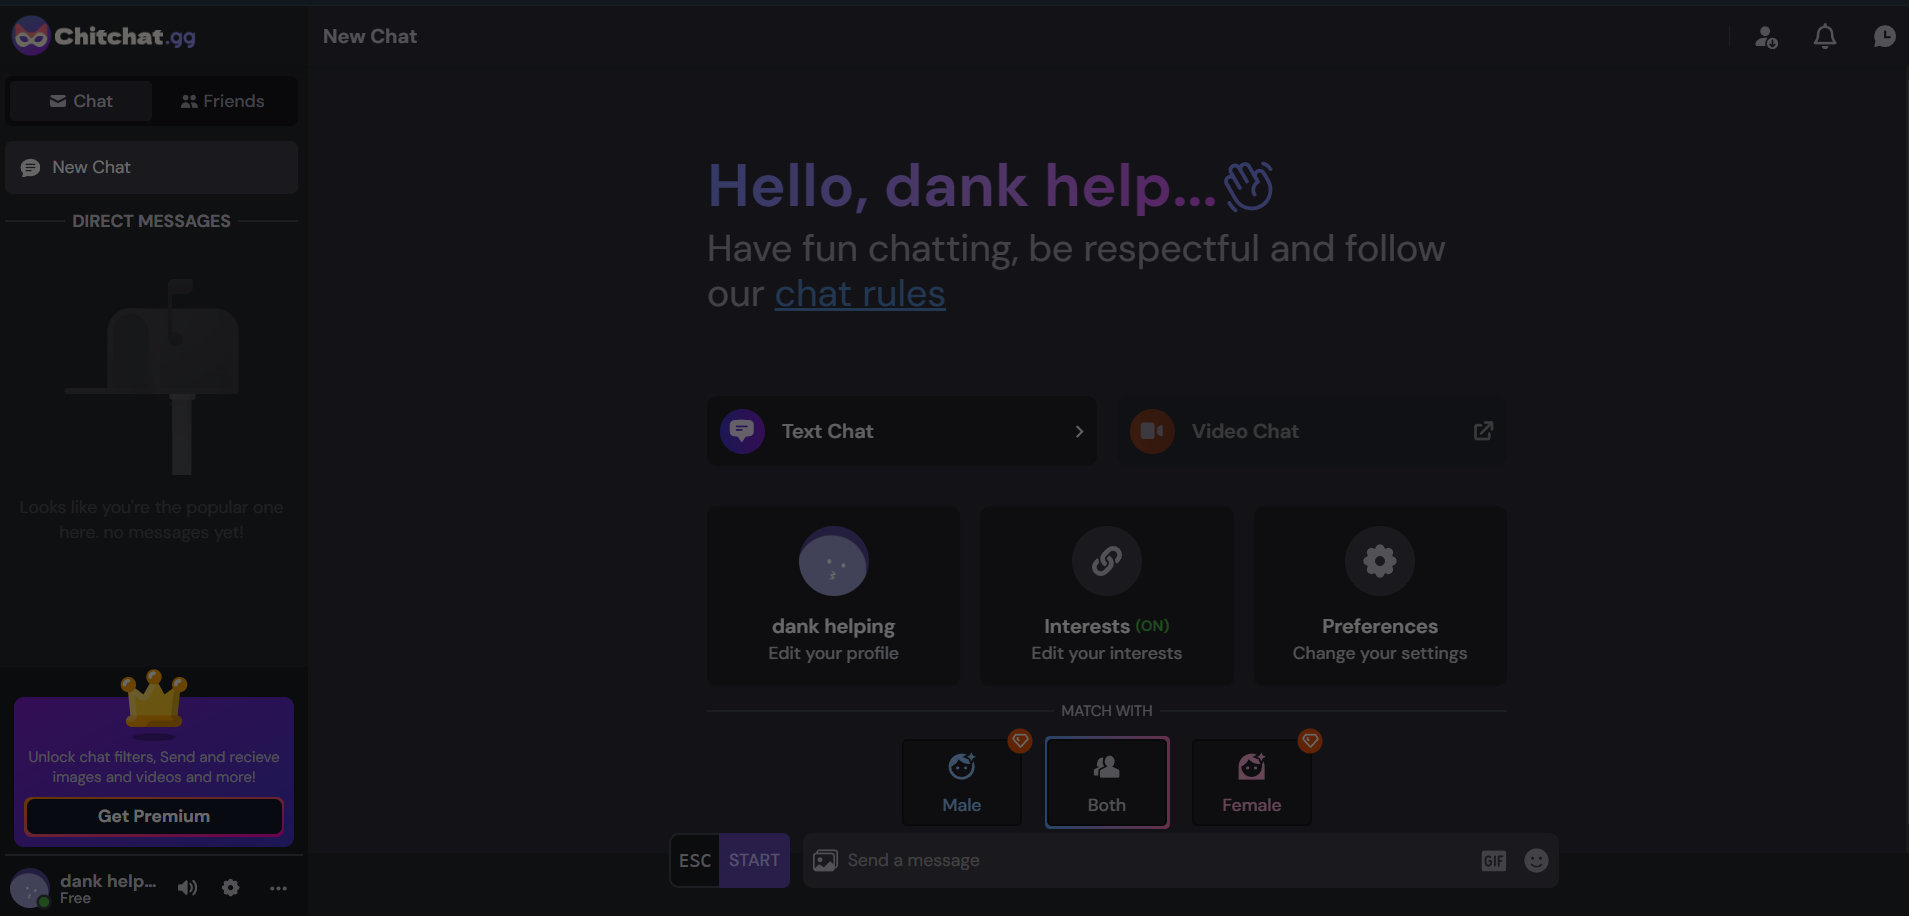 Chitchat.gg
New Chat
Chat
Friends
New Chat
DIRECT MESSAGES
Looks like you're the popular one
here. no messages yet!
Unlock chat filters, Send and recieve
images and videos and more!
Get Premium
dank help...
Free
Hello, dank help...
Have fun chatting, be respectful and follow
our chat rules
Text Chat
Video Chat
dank helping
Edit your profile
Interests (ON)
Edit your interests
Preferences
Change your settings
MATCH WITH
Male
Both
Female
ESC START
Send a message
GIF